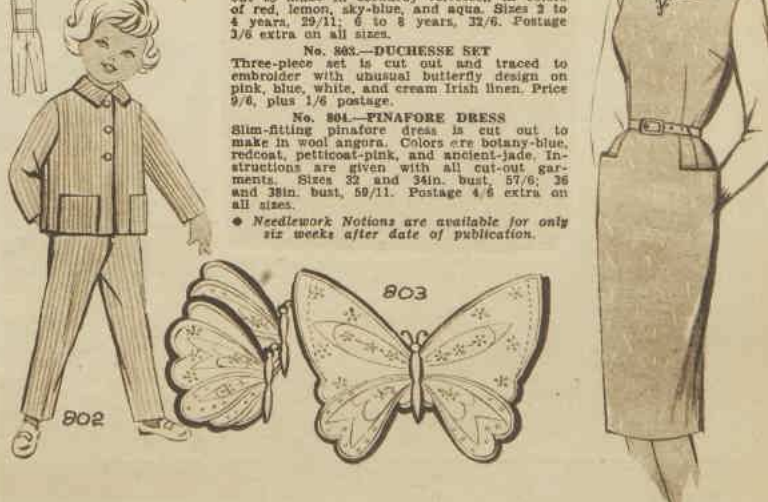 of red, lemon, sky-blue, and aqua. Sizes 2 to
4 years, 29/11; 6 to 8 years, 32/6. Postage
3/6 extra on all sizes.
No. 803.—DUCHESSE SET
Three-piece set is cut out and traced to
embroider with unusual butterfly design on
pink, blue, white, and cream Irish linen. Price
9/6, plus 1/6 postage.
No. 804.—PINAFORE DRESS
Slim-fitting pinafore dress is cut out to
make in wool angora. Colors are botany-blue,
redcoat, petticoat-pink, and ancient-jade. In-
structions are given with all cut-out gar-
ments. Sizes 32 and 34in. bust, 57/6; 36
and 38in. bust, 59/11. Postage 4/6 extra on
all sizes.
● Needlework Notions are available for only
six weeks after date of publication.
803
802